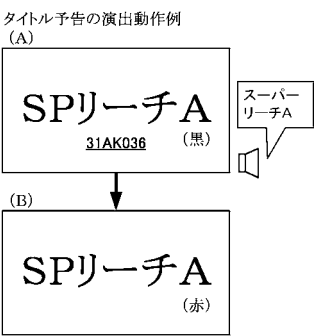 タイトル予告の演出動作例
(A)
SPリーチA
31AK036
(黒)
スーパー
リーチA
(B)
SPリーチA
(赤)